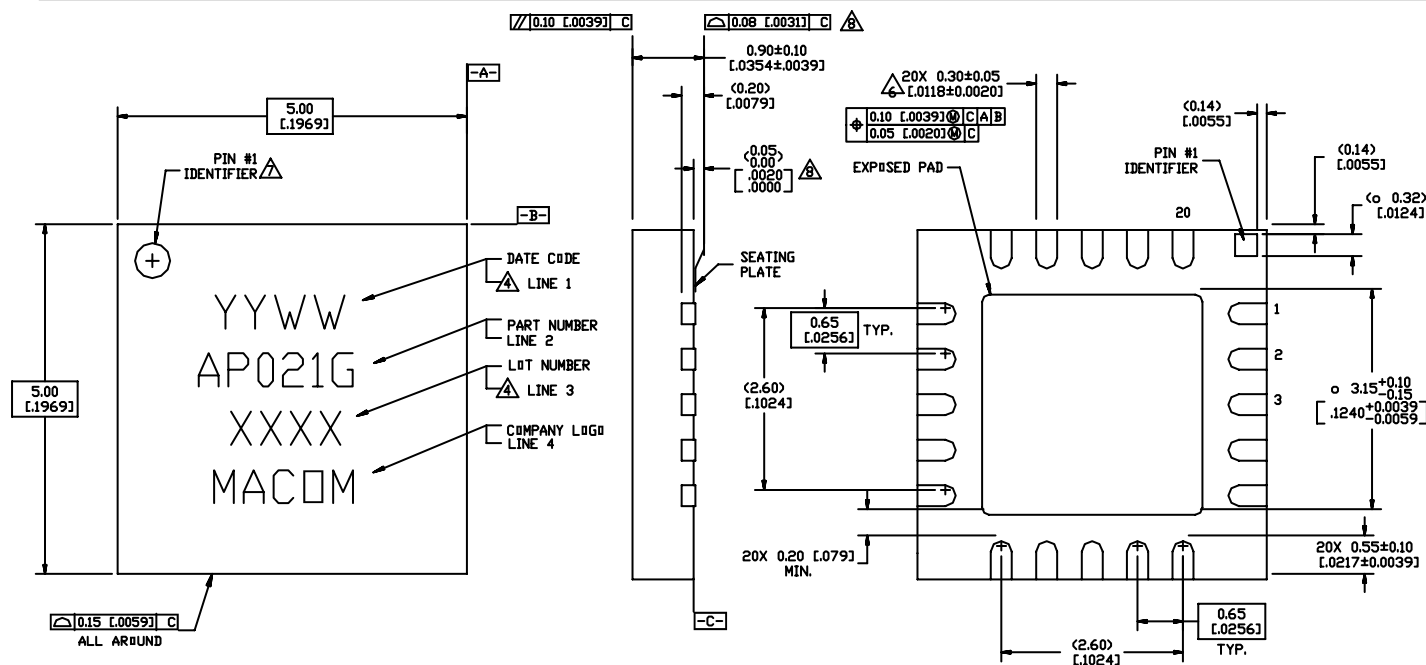 // 0.10 [.0039] C
⌓ 0.08 [.0031] C 8
0.90±0.10
[.0354±.0039]
(0.20)
[.0079]
(0.05
0.00
[.0020
.0000] 8
SEATING
PLATE
-C-
-A-
5.00
[.1969]
PIN #1
IDENTIFIER 7
-B-
DATE CODE
4 LINE 1
YYWW
PART NUMBER
LINE 2
AP021G
LOT NUMBER
4 LINE 3
XXXX
COMPANY LOGO
LINE 4
MACOM
5.00
[.1969]
⌓ 0.15 [.0059] C
ALL AROUND
6 20X 0.30±0.05
[.0118±0.0020]
⌖ 0.10 [.0039]Ⓜ C A B
0.05 [.0020]Ⓜ C
EXPOSED PAD
PIN #1
IDENTIFIER
(0.14)
[.0055]
(0.14)
[.0055]
(o 0.32)
[.0124]
20
1
2
3
0.65
[.0256] TYP.
(2.60)
[.1024]
o 3.15+0.10
-0.15
[.1240+0.0039
-0.0059]
20X 0.20 [.079]
MIN.
20X 0.55±0.10
[.0217±0.0039]
0.65
[.0256]
TYP.
(2.60)
[.1024]